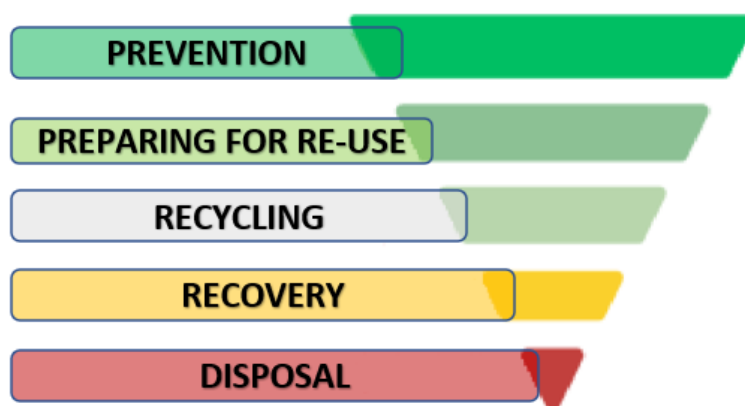 PREVENTION
PREPARING FOR RE-USE
RECYCLING
RECOVERY
DISPOSAL